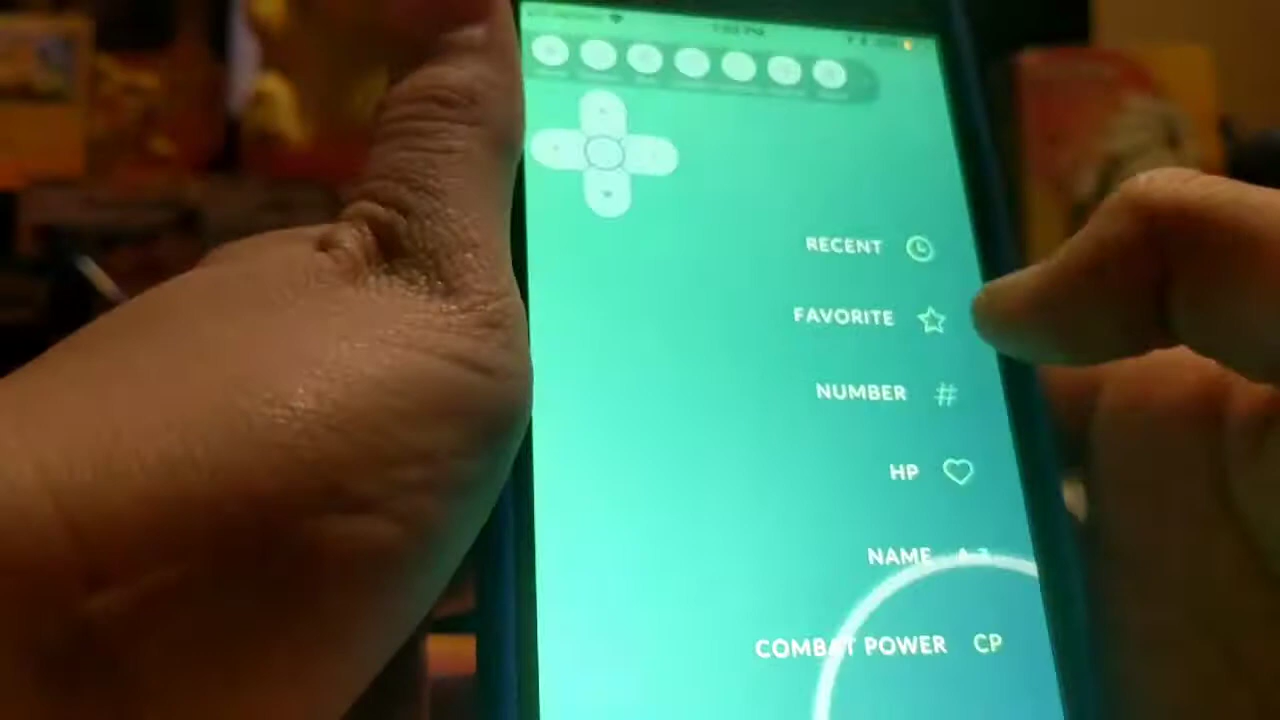 RECENT
FAVORITE
NUMBER #
HP
NAME
COMBAT POWER CP